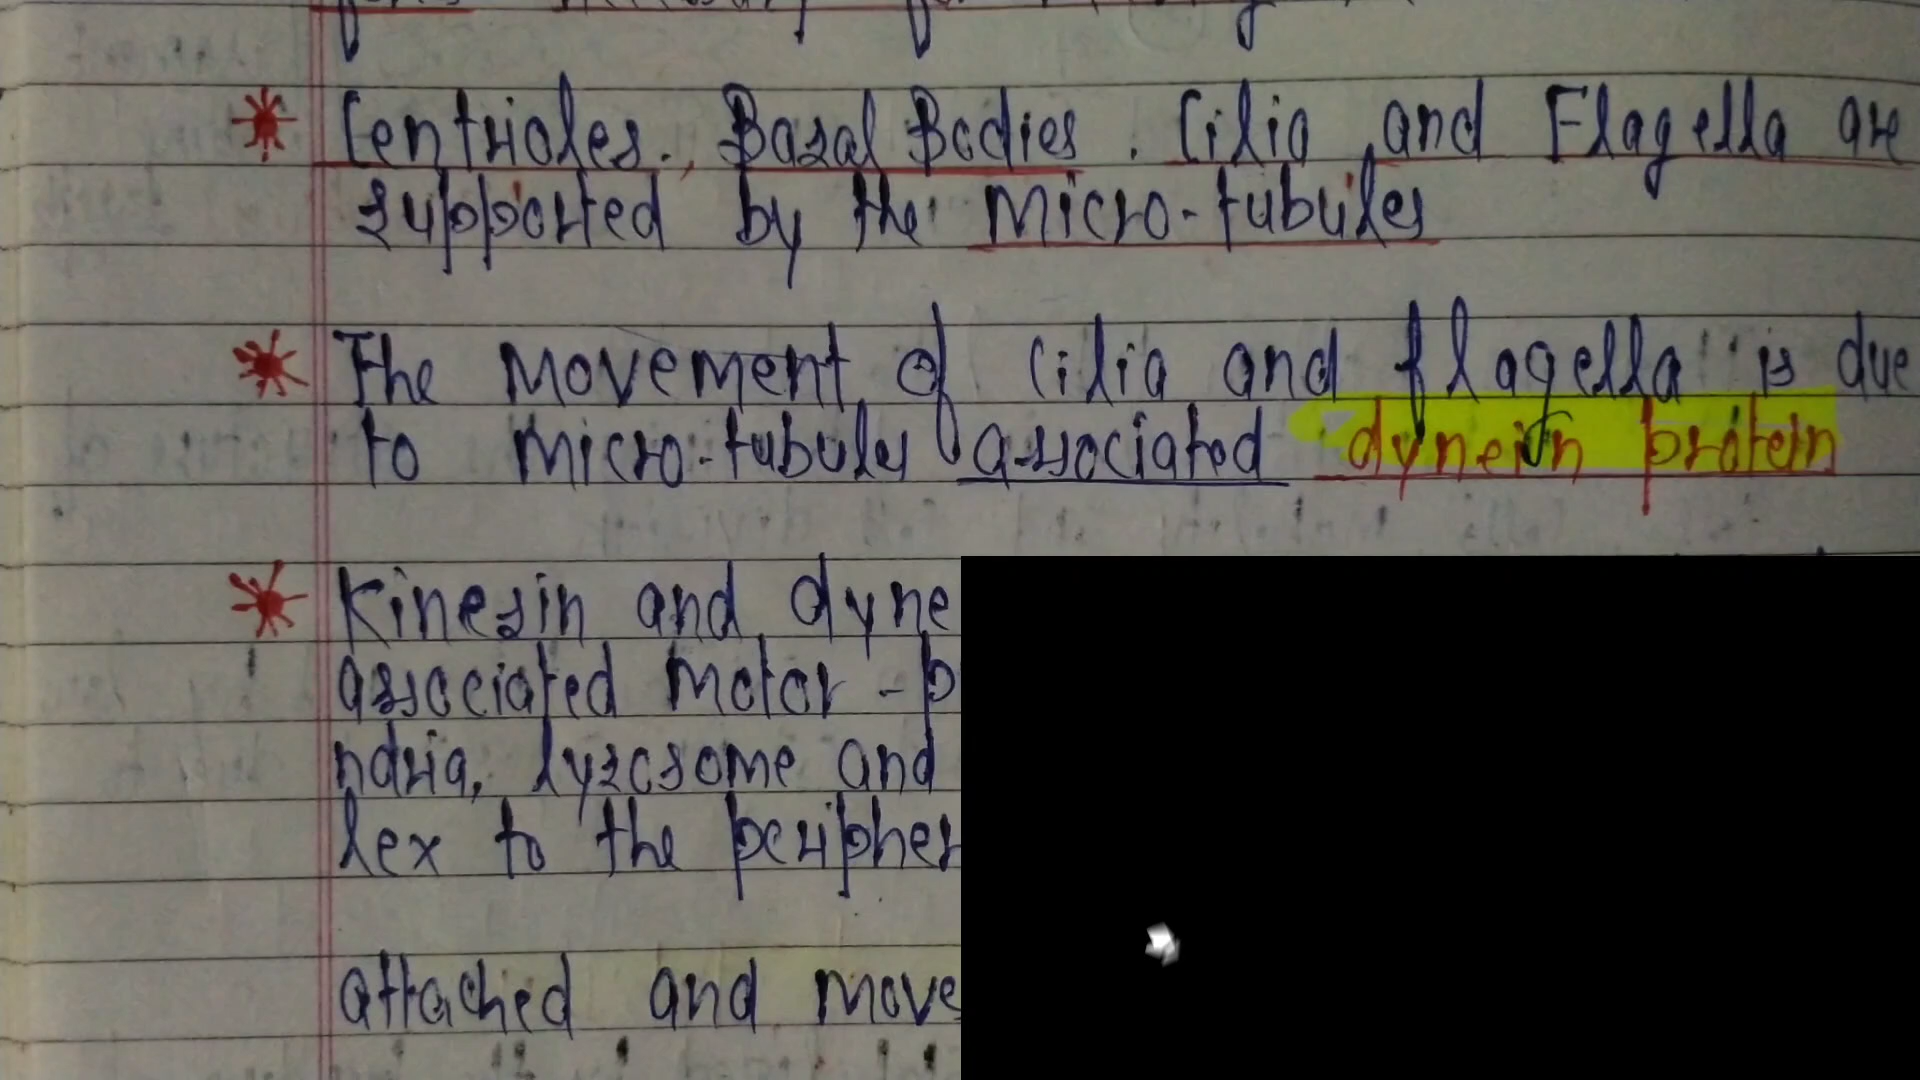 Centrioles, Basal Bodies, Cilia and Flagella are
supported by the micro-tubules
The movement of cilia and flagella is due
to micro-tubules associated dynein protein
Kinesin and dyne
associated motor - p
ndria, lysosome and
lex to the peripher
attached and move